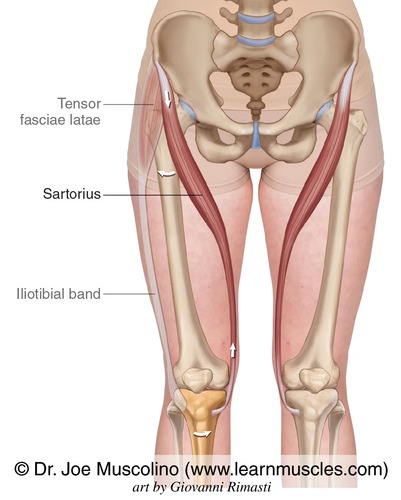 Tensor
fasciae latae
Sartorius
Iliotibial band
© Dr. Joe Muscolino (www.learnmuscles.com)
art by Giovanni Rimasti